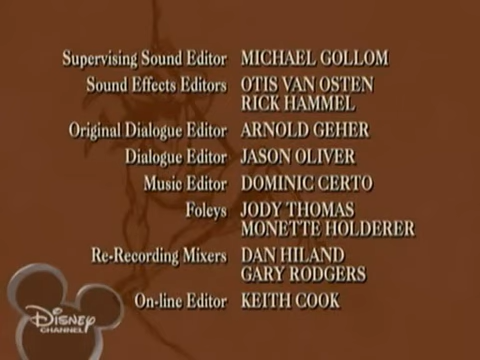 Supervising Sound Editor MICHAEL GOLLOM
Sound Effects Editors OTIS VAN OSTEN
RICK HAMMEL
Original Dialogue Editor ARNOLD GEHER
Dialogue Editor JASON OLIVER
Music Editor DOMINIC CERTO
Foleys JODY THOMAS
MONETTE HOLDERER
Re-Recording Mixers DAN HILAND
GARY RODGERS
On-line Editor KEITH COOK
DISNEY
CHANNEL